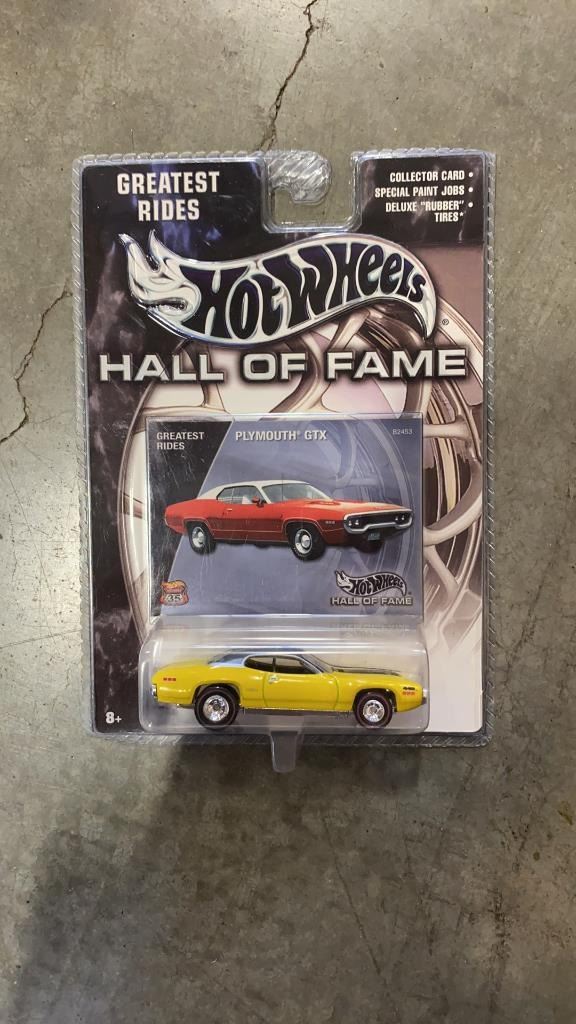 GREATEST
RIDES
COLLECTOR CARD •
SPECIAL PAINT JOBS •
DELUXE "RUBBER" •
TIRES*
Hot Wheels®
HALL OF FAME
GREATEST
RIDES
PLYMOUTH® GTX
B2453
35
Hot Wheels
HALL OF FAME
8+